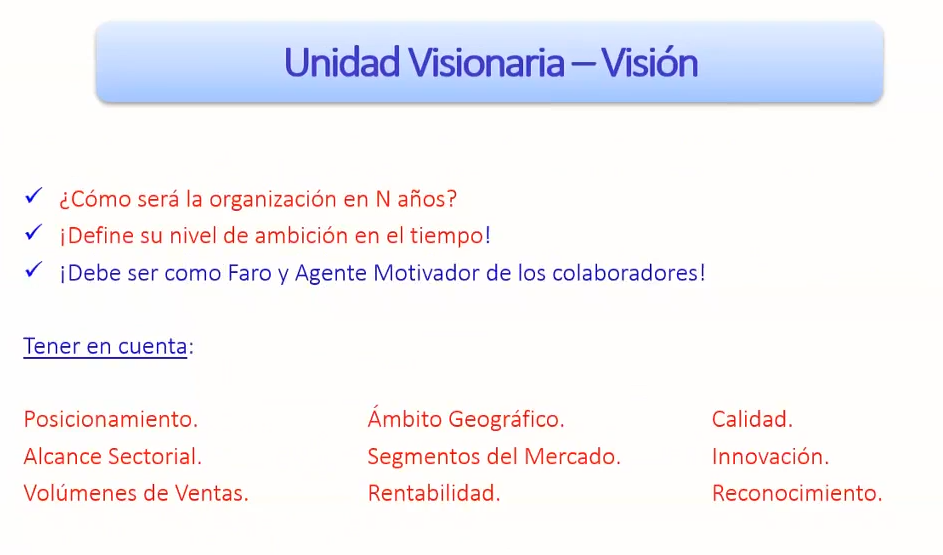 Unidad Visionaria – Visión
✓ ¿Cómo será la organización en N años?
✓ ¡Define su nivel de ambición en el tiempo!
✓ ¡Debe ser como Faro y Agente Motivador de los colaboradores!
Tener en cuenta:
Posicionamiento. Ámbito Geográfico. Calidad.
Alcance Sectorial. Segmentos del Mercado. Innovación.
Volúmenes de Ventas. Rentabilidad. Reconocimiento.